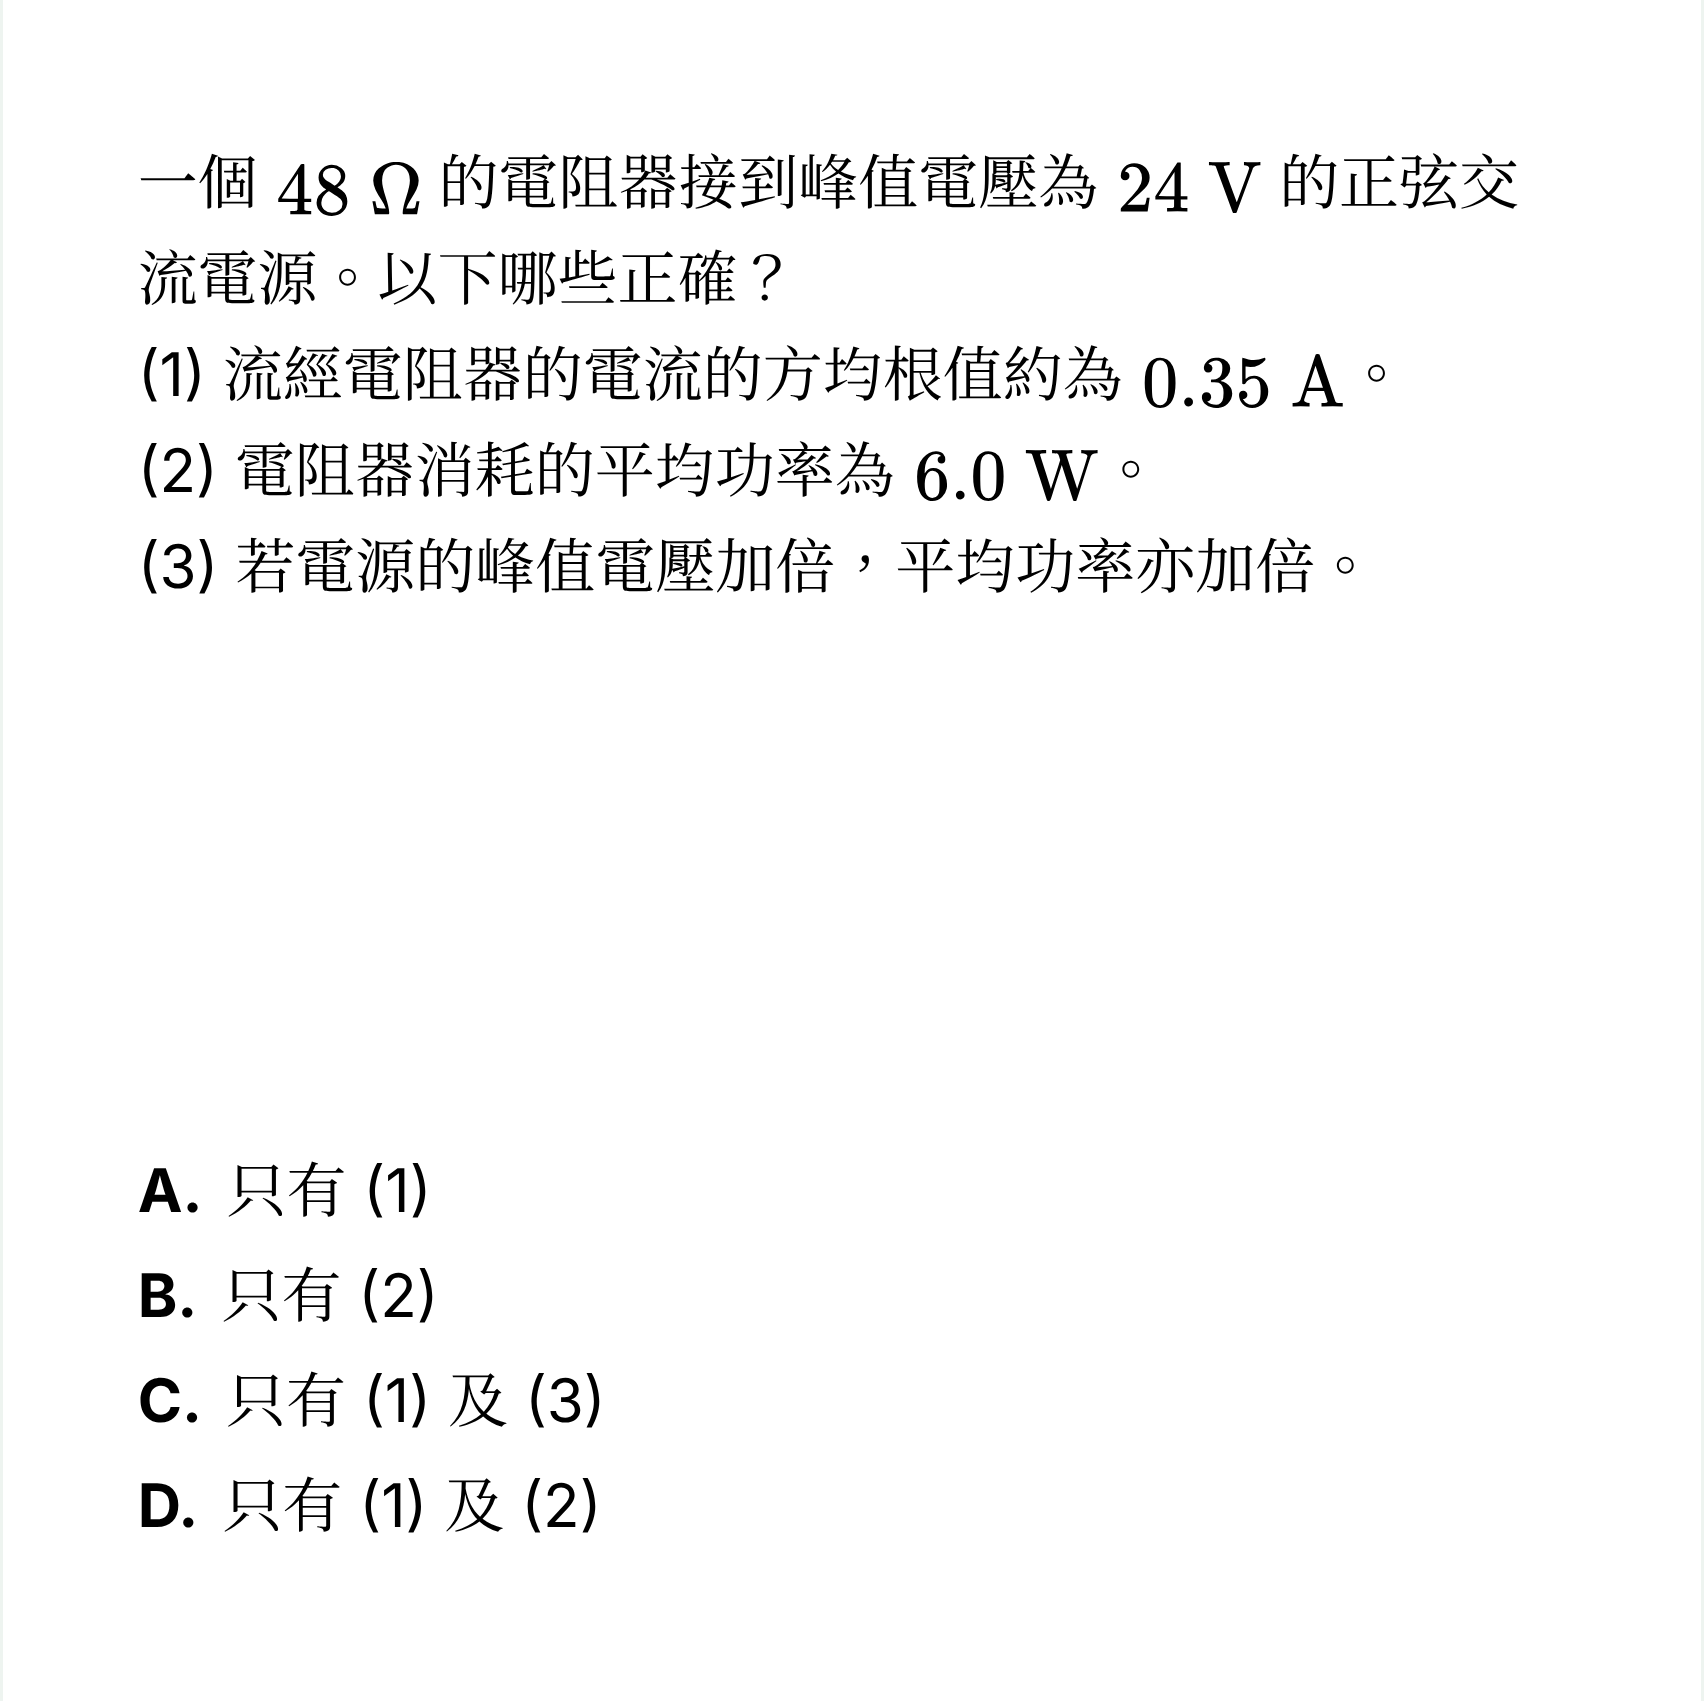 一個 48 Ω 的電阻器接到峰值電壓為 24 V 的正弦交
流電源。以下哪些正確？
(1) 流經電阻器的電流的方均根值約為 0.35 A。
(2) 電阻器消耗的平均功率為 6.0 W。
(3) 若電源的峰值電壓加倍，平均功率亦加倍。
A. 只有 (1)
B. 只有 (2)
C. 只有 (1) 及 (3)
D. 只有 (1) 及 (2)